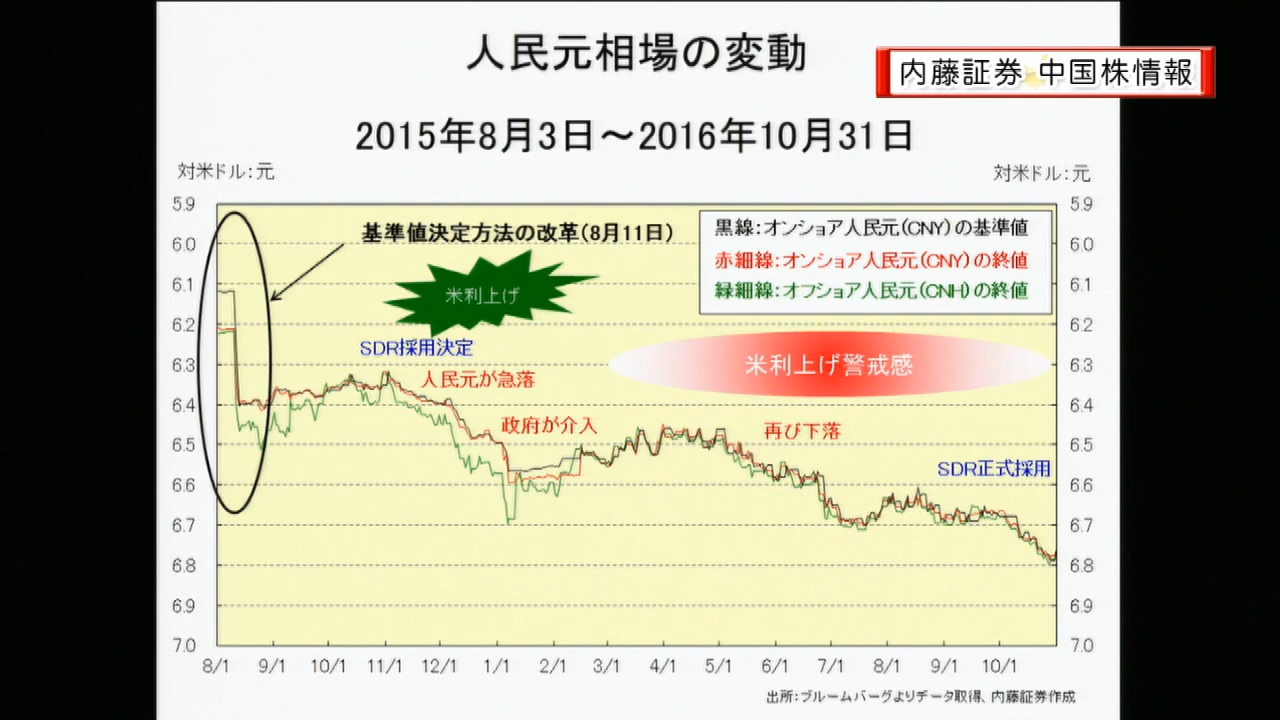 人民元相場の変動
内藤証券 中国株情報
2015年8月3日～2016年10月31日
対米ドル：元
対米ドル：元
5.9
6.0
6.1
6.2
6.3
6.4
6.5
6.6
6.7
6.8
6.9
7.0
基準値決定方法の改革（8月11日）
黒線：オンショア人民元（CNY）の基準値
赤細線：オンショア人民元（CNY）の終値
緑細線：オフショア人民元（CNH）の終値
米利上げ
SDR採用決定
米利上げ警戒感
人民元が急落
政府が介入
再び下落
SDR正式採用
5.9
6.0
6.1
6.2
6.3
6.4
6.5
6.6
6.7
6.8
6.9
7.0
8/1 9/1 10/1 11/1 12/1 1/1 2/1 3/1 4/1 5/1 6/1 7/1 8/1 9/1 10/1
出所：ブルームバーグよりデータ取得、内藤証券作成